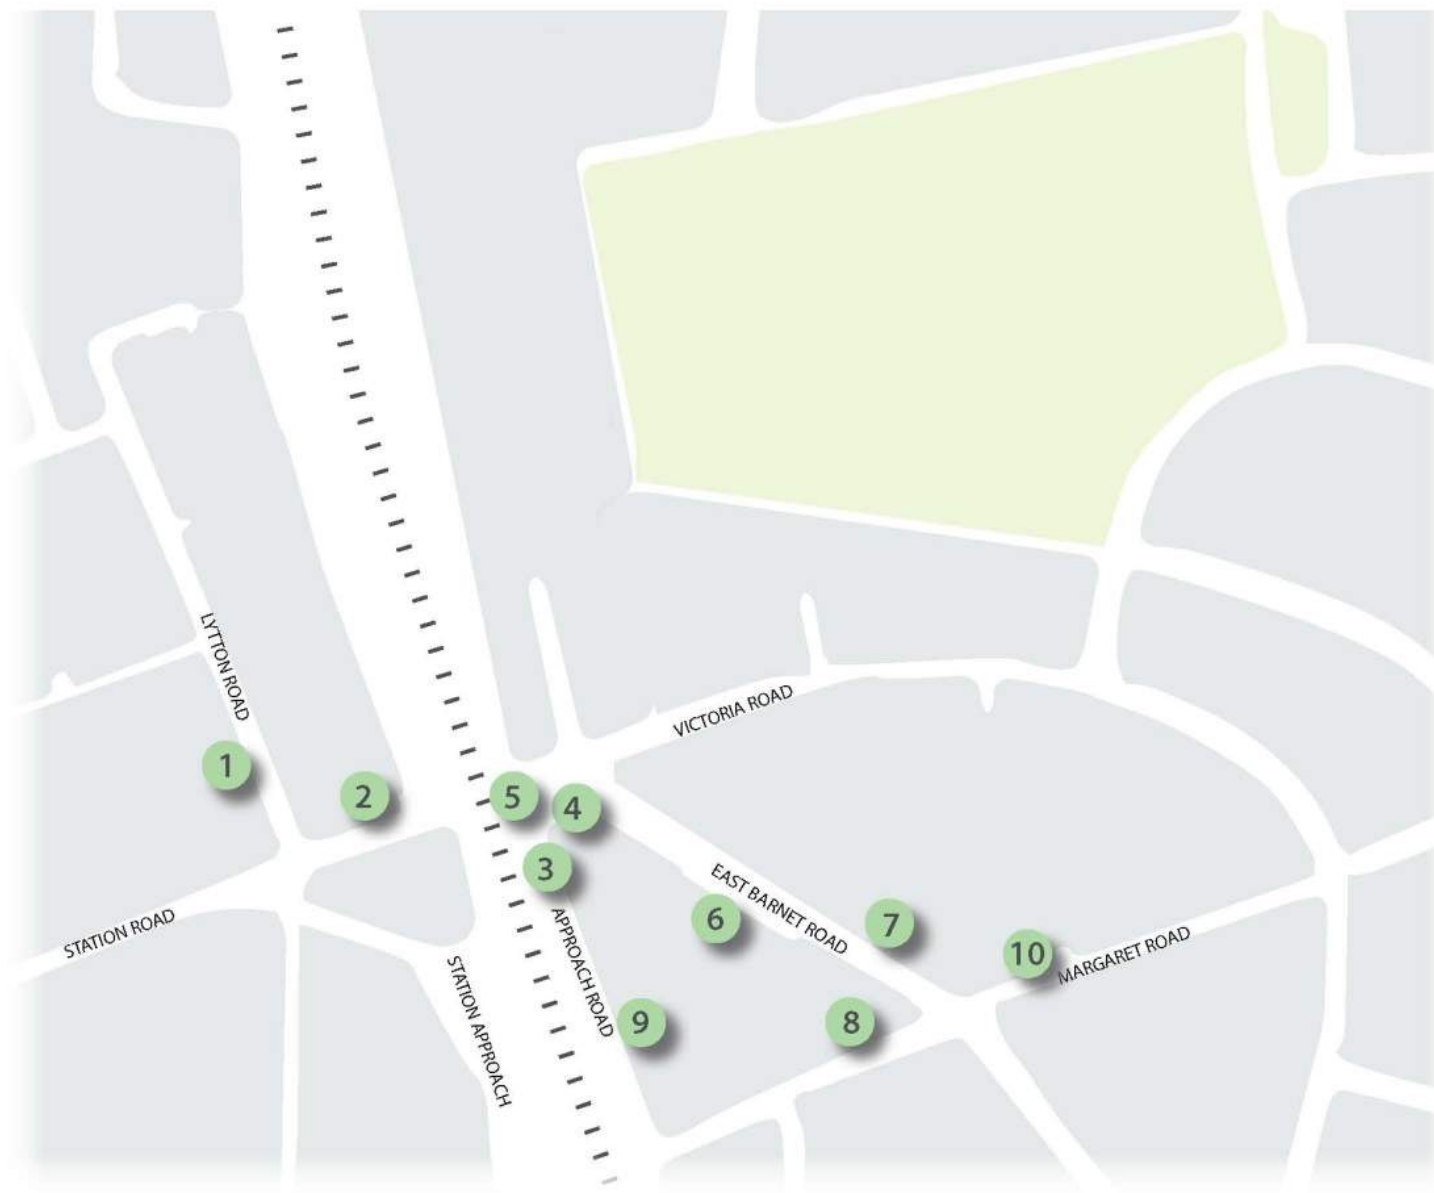 LYTTON ROAD
VICTORIA ROAD
1
2
5
4
3
EAST BARNET ROAD
6
7
STATION ROAD
APPROACH ROAD
10
MARGARET ROAD
STATION APPROACH
9
8